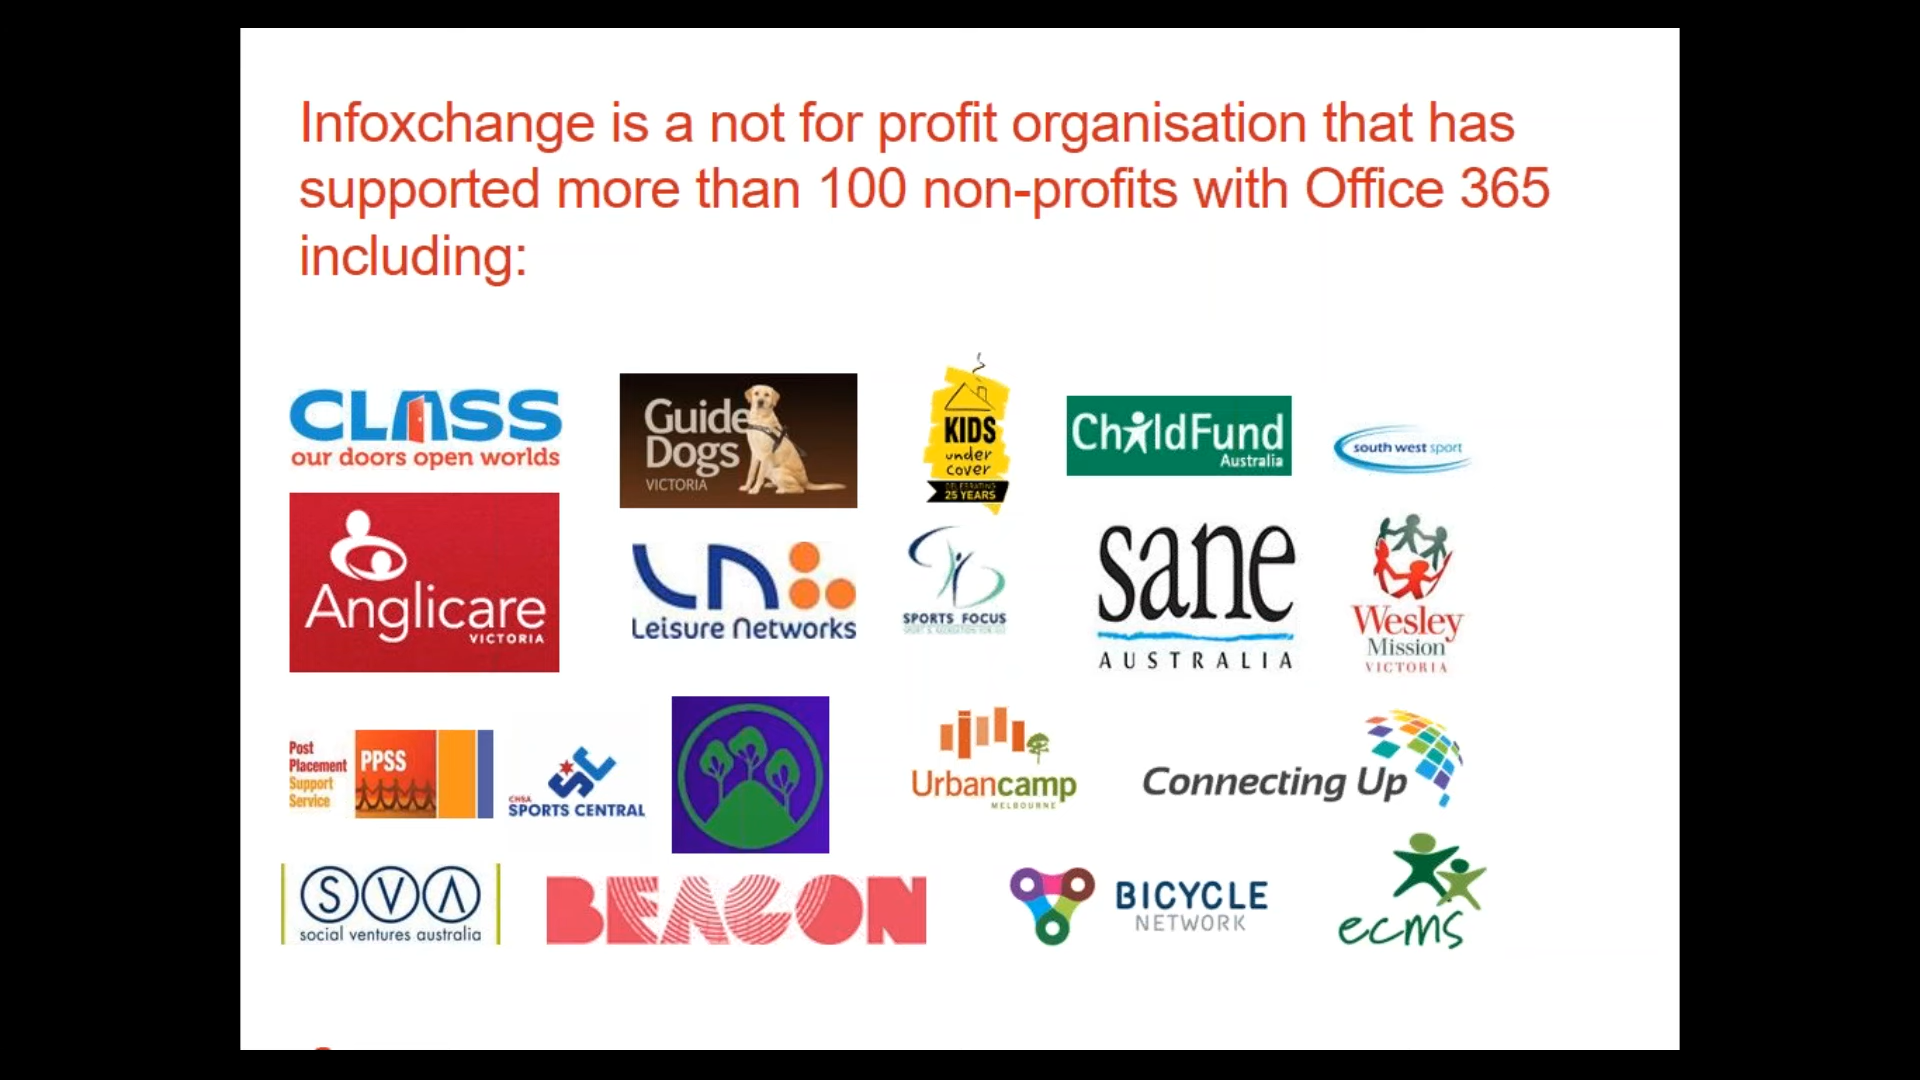 Infoxchange is a not for profit organisation that has
supported more than 100 non-profits with Office 365
including:
CLASS
our doors open worlds
Guide
Dogs
VICTORIA
KIDS
under
cover
CELEBRATING
25 YEARS
ChildFund
Australia
south west sport
Anglicare
VICTORIA
Leisure Networks
SPORTS FOCUS
sane
AUSTRALIA
Wesley
Mission
VICTORIA
Post
Placement
Support
Service
PPSS
CNSA
SPORTS CENTRAL
Urbancamp
MELBOURNE
Connecting Up
SVA
social ventures australia
BEACON
BICYCLE
NETWORK
ecms